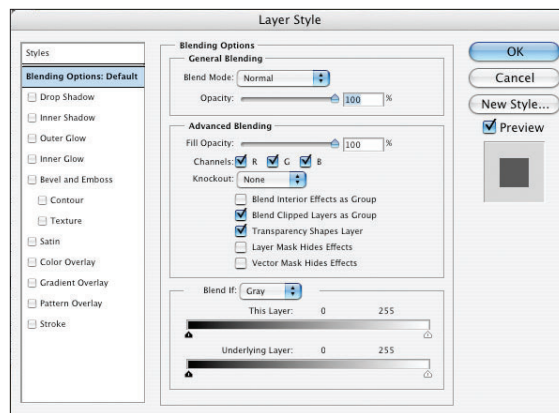 Layer Style
Styles
Blending Options: Default
Drop Shadow
Inner Shadow
Outer Glow
Inner Glow
Bevel and Emboss
Contour
Texture
Satin
Color Overlay
Gradient Overlay
Pattern Overlay
Stroke
Blending Options
General Blending
Blend Mode: Normal
Opacity: 100 %
Advanced Blending
Fill Opacity: 100 %
Channels: R G B
Knockout: None
Blend Interior Effects as Group
Blend Clipped Layers as Group
Transparency Shapes Layer
Layer Mask Hides Effects
Vector Mask Hides Effects
Blend If: Gray
This Layer: 0 255
Underlying Layer: 0 255
OK
Cancel
New Style...
Preview